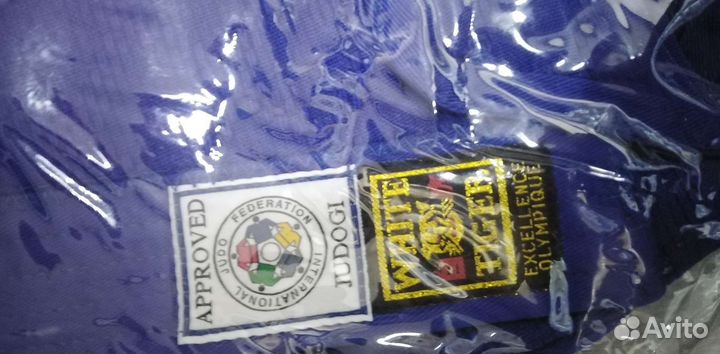 APPROVED
INTERNATIONAL JUDO FEDERATION
JUDOGI
WHITE
TIGER
EXCELLENCE
OLYMPIQUE
Avito